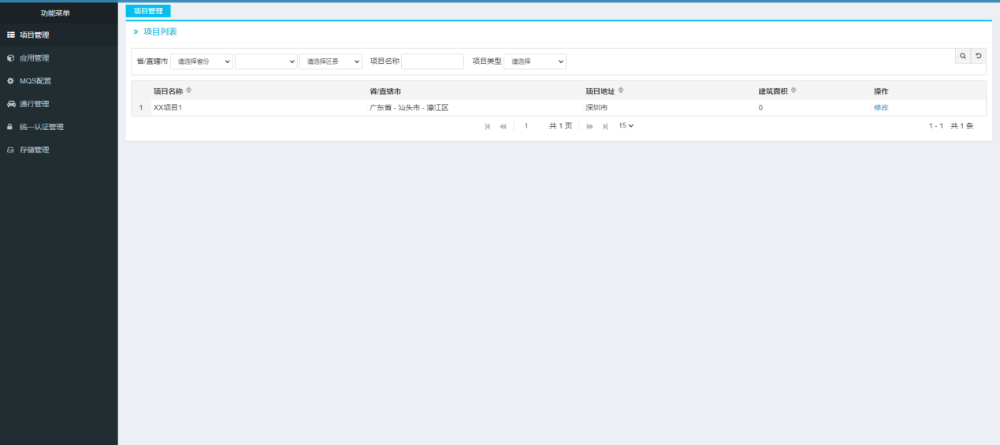 功能菜单
项目管理
应用管理
MQS配置
通行管理
统一认证管理
存储管理
项目管理
» 项目列表
省/直辖市 请选择省份 请选择区县 项目名称 项目类型 请选择
项目名称 省/直辖市 项目地址 建筑面积 操作
1 XX项目1 广东省 - 汕头市 - 濠江区 深圳市 0 修改
1 共 1 页 15 1 - 1 共 1 条